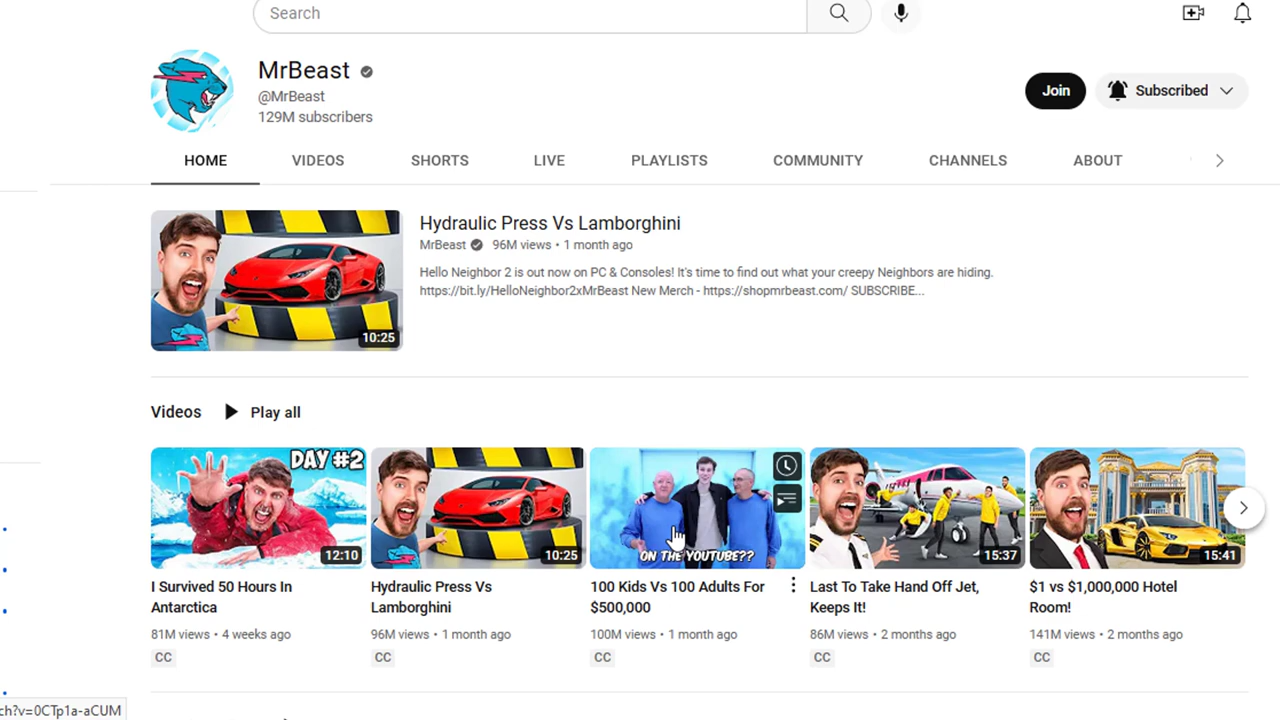 Search
MrBeast
@MrBeast
129M subscribers
Join
Subscribed
HOME VIDEOS SHORTS LIVE PLAYLISTS COMMUNITY CHANNELS ABOUT
Hydraulic Press Vs Lamborghini
MrBeast 96M views • 1 month ago
Hello Neighbor 2 is out now on PC & Consoles! It's time to find out what your creepy Neighbors are hiding.
https://bit.ly/HelloNeighbor2xMrBeast New Merch - https://shopmrbeast.com/ SUBSCRIBE...
10:25
Videos Play all
DAY #2
12:10
10:25
ON THE YOUTUBE??
15:37
15:41
I Survived 50 Hours In
Antarctica
81M views • 4 weeks ago
CC
Hydraulic Press Vs
Lamborghini
96M views • 1 month ago
CC
100 Kids Vs 100 Adults For
$500,000
100M views • 1 month ago
CC
Last To Take Hand Off Jet,
Keeps It!
86M views • 2 months ago
CC
$1 vs $1,000,000 Hotel
Room!
141M views • 2 months ago
CC
ch?v=0CTp1a-aCUM